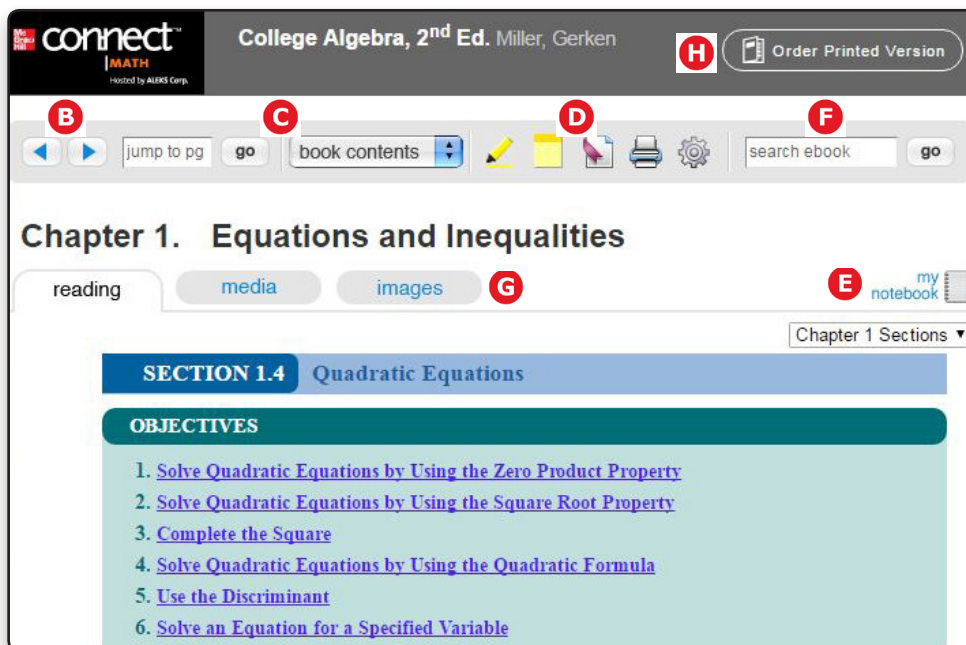 Mc Graw Hill connect™
MATH
Hosted by ALEKS Corp.
College Algebra, 2nd Ed. Miller, Gerken
H Order Printed Version
B C D F
jump to pg go book contents search ebook go
Chapter 1. Equations and Inequalities
reading media images G E my notebook
Chapter 1 Sections
SECTION 1.4 Quadratic Equations
OBJECTIVES
1. Solve Quadratic Equations by Using the Zero Product Property
2. Solve Quadratic Equations by Using the Square Root Property
3. Complete the Square
4. Solve Quadratic Equations by Using the Quadratic Formula
5. Use the Discriminant
6. Solve an Equation for a Specified Variable